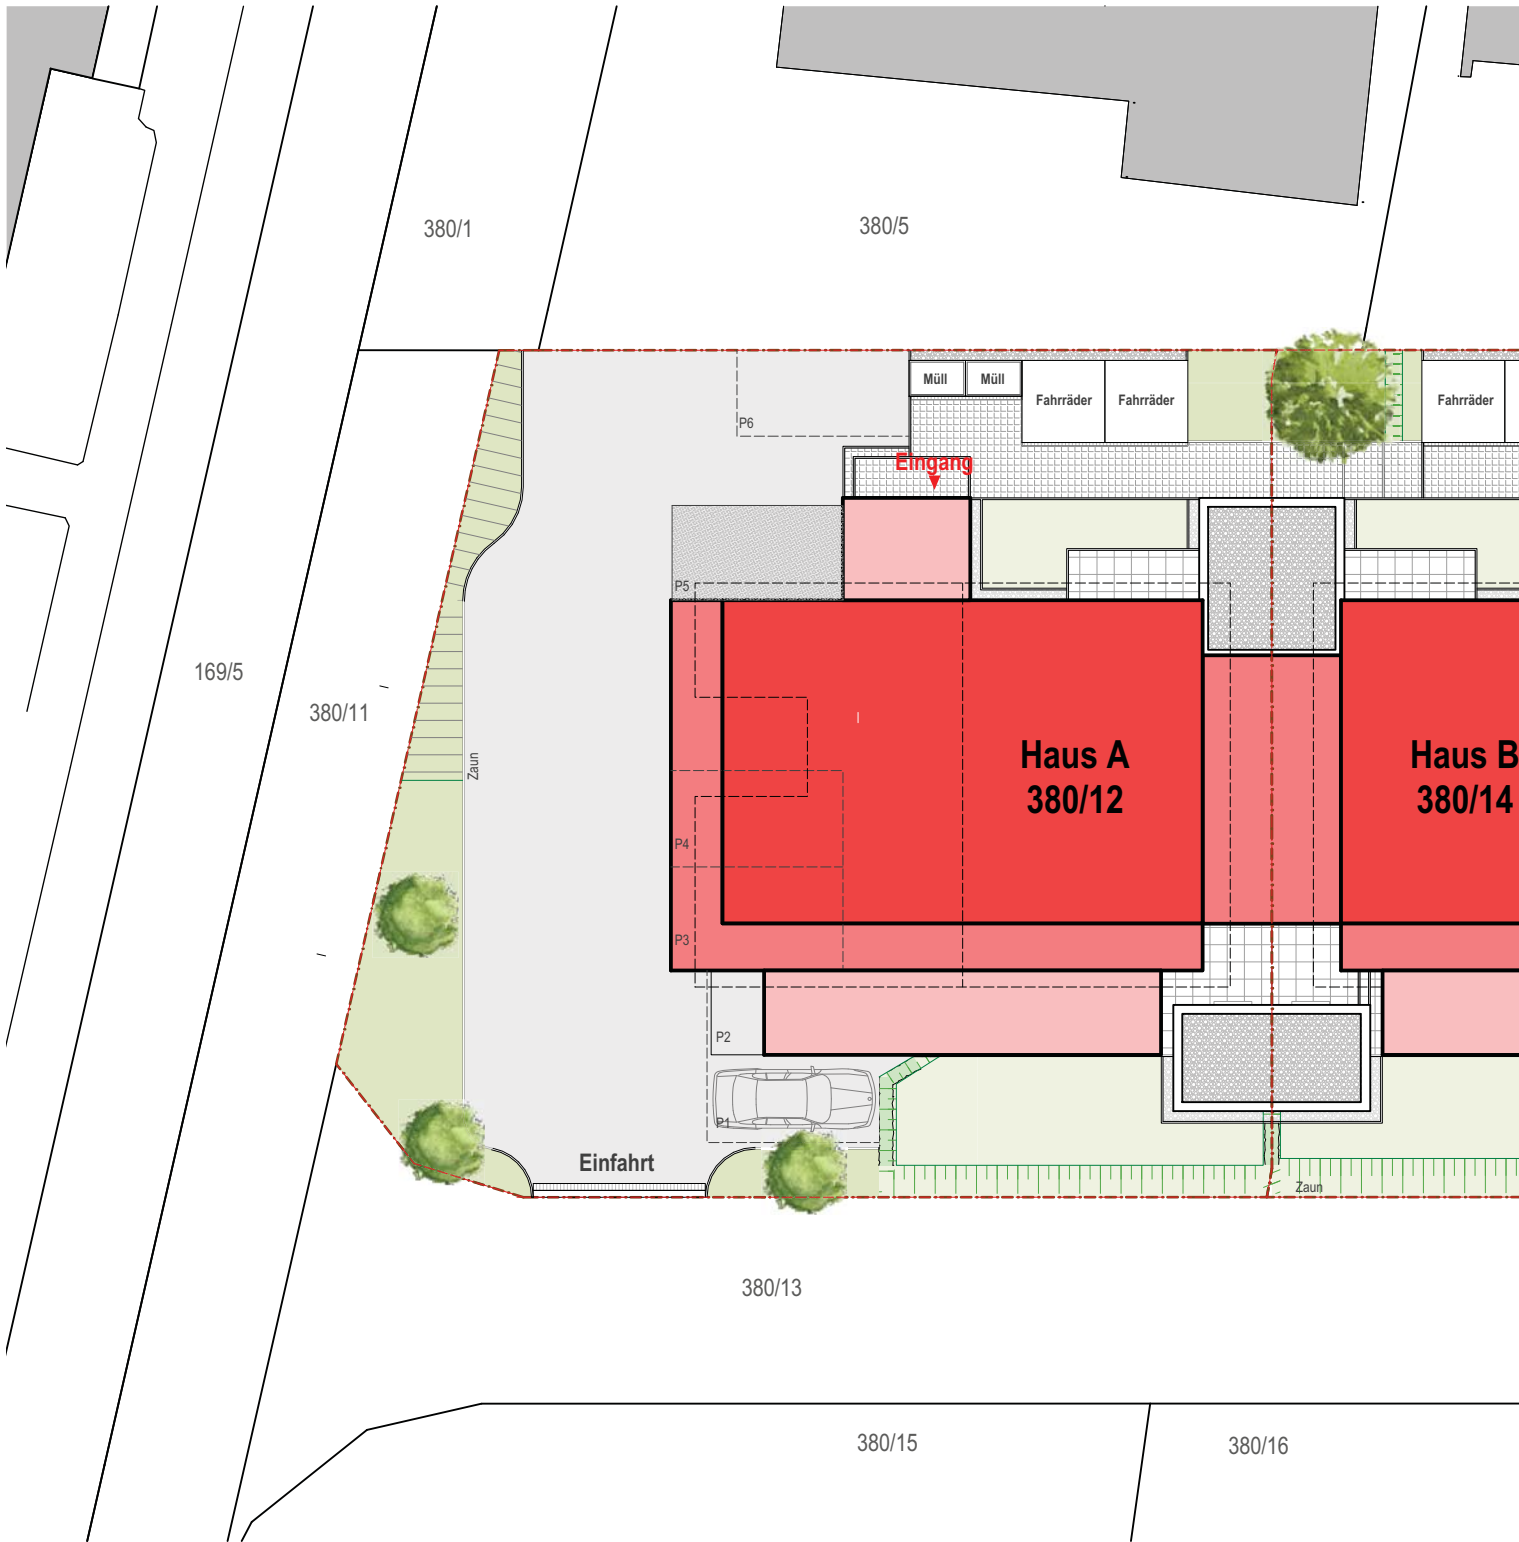 380/1
380/5
Müll
Müll
Fahrräder
Fahrräder
Fahrräder
P6
Eingang
P5
169/5
380/11
Zaun
Haus A
380/12
Haus B
380/14
P4
P3
P2
P1
Einfahrt
Zaun
380/13
380/15
380/16